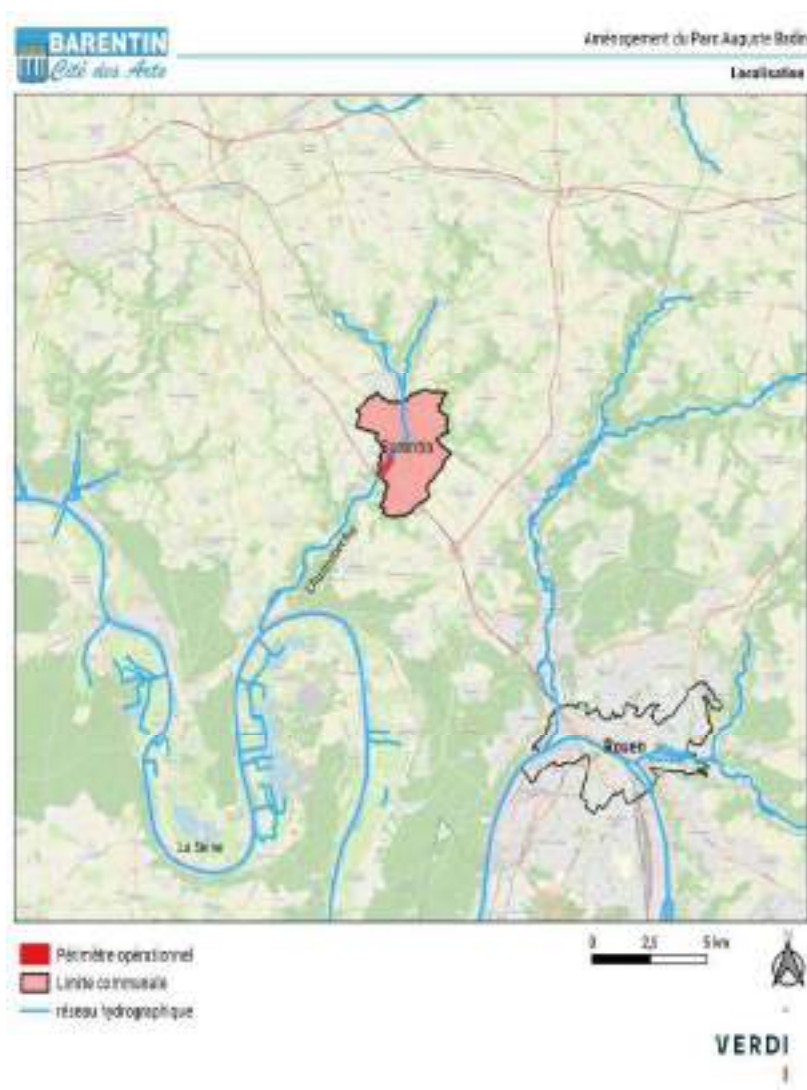 BARENTIN
Cité des Arts
Aménagement du Parc Auguste Badin
Localisation
Barentin
L'Austreberthe
Rouen
La Seine
Périmètre opérationnel
Limite communale
réseau hydrographique
0 2,5 5 km
N
VERDI